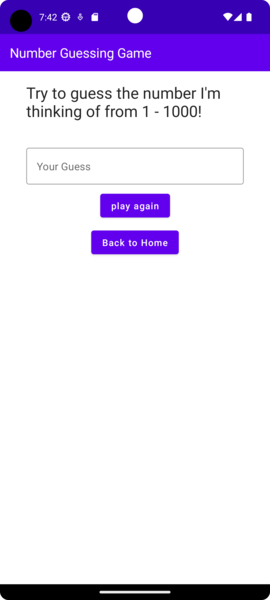 7:42
Number Guessing Game
Try to guess the number I'm
thinking of from 1 - 1000!
Your Guess
play again
Back to Home